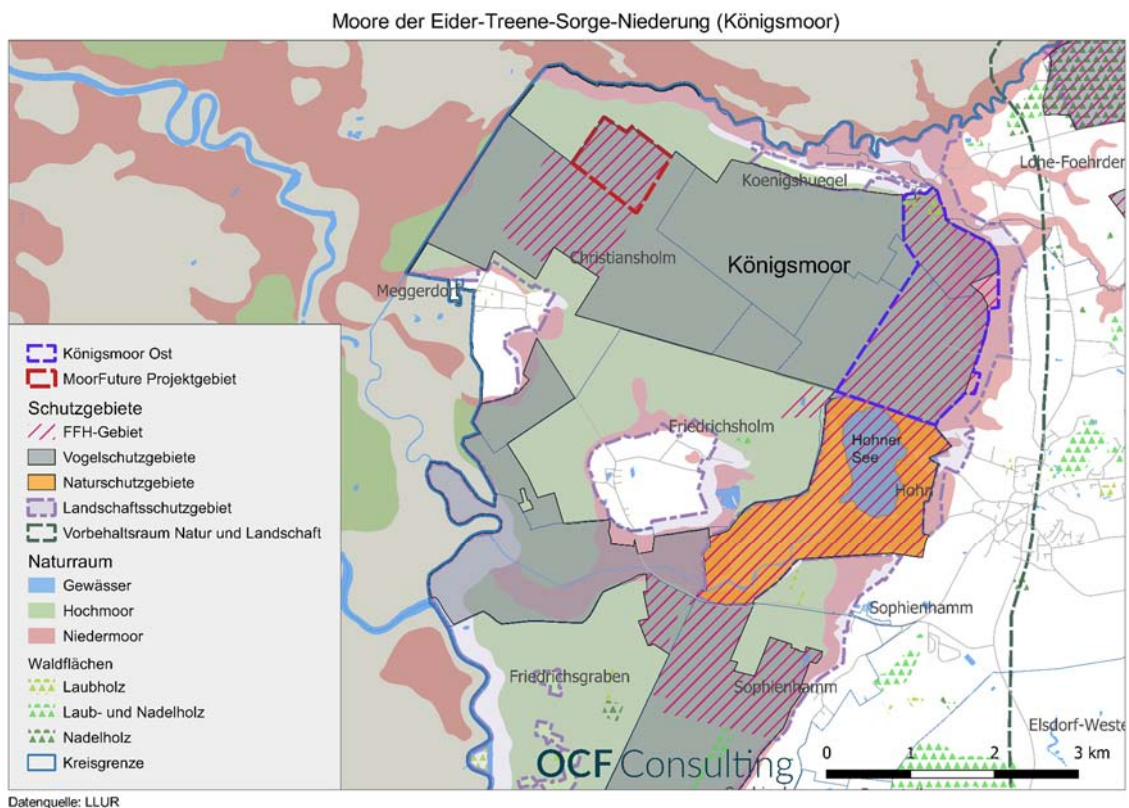 Moore der Eider-Treene-Sorge-Niederung (Königsmoor)
Lohe-Foehrden
Koenigshuegel
Christiansholm
Königsmoor
Meggerdorf
Friedrichsholm
Hohner
See
Hohn
Sophienhamm
Friedrichsgraben
Sophienhamm
Elsdorf-Weste
Königsmoor Ost
MoorFuture Projektgebiet
Schutzgebiete
FFH-Gebiet
Vogelschutzgebiete
Naturschutzgebiete
Landschaftsschutzgebiet
Vorbehaltsraum Natur und Landschaft
Naturraum
Gewässer
Hochmoor
Niedermoor
Waldflächen
Laubholz
Laub- und Nadelholz
Nadelholz
Kreisgrenze
OCF Consulting
0 1 2 3 km
Datenquelle: LLUR